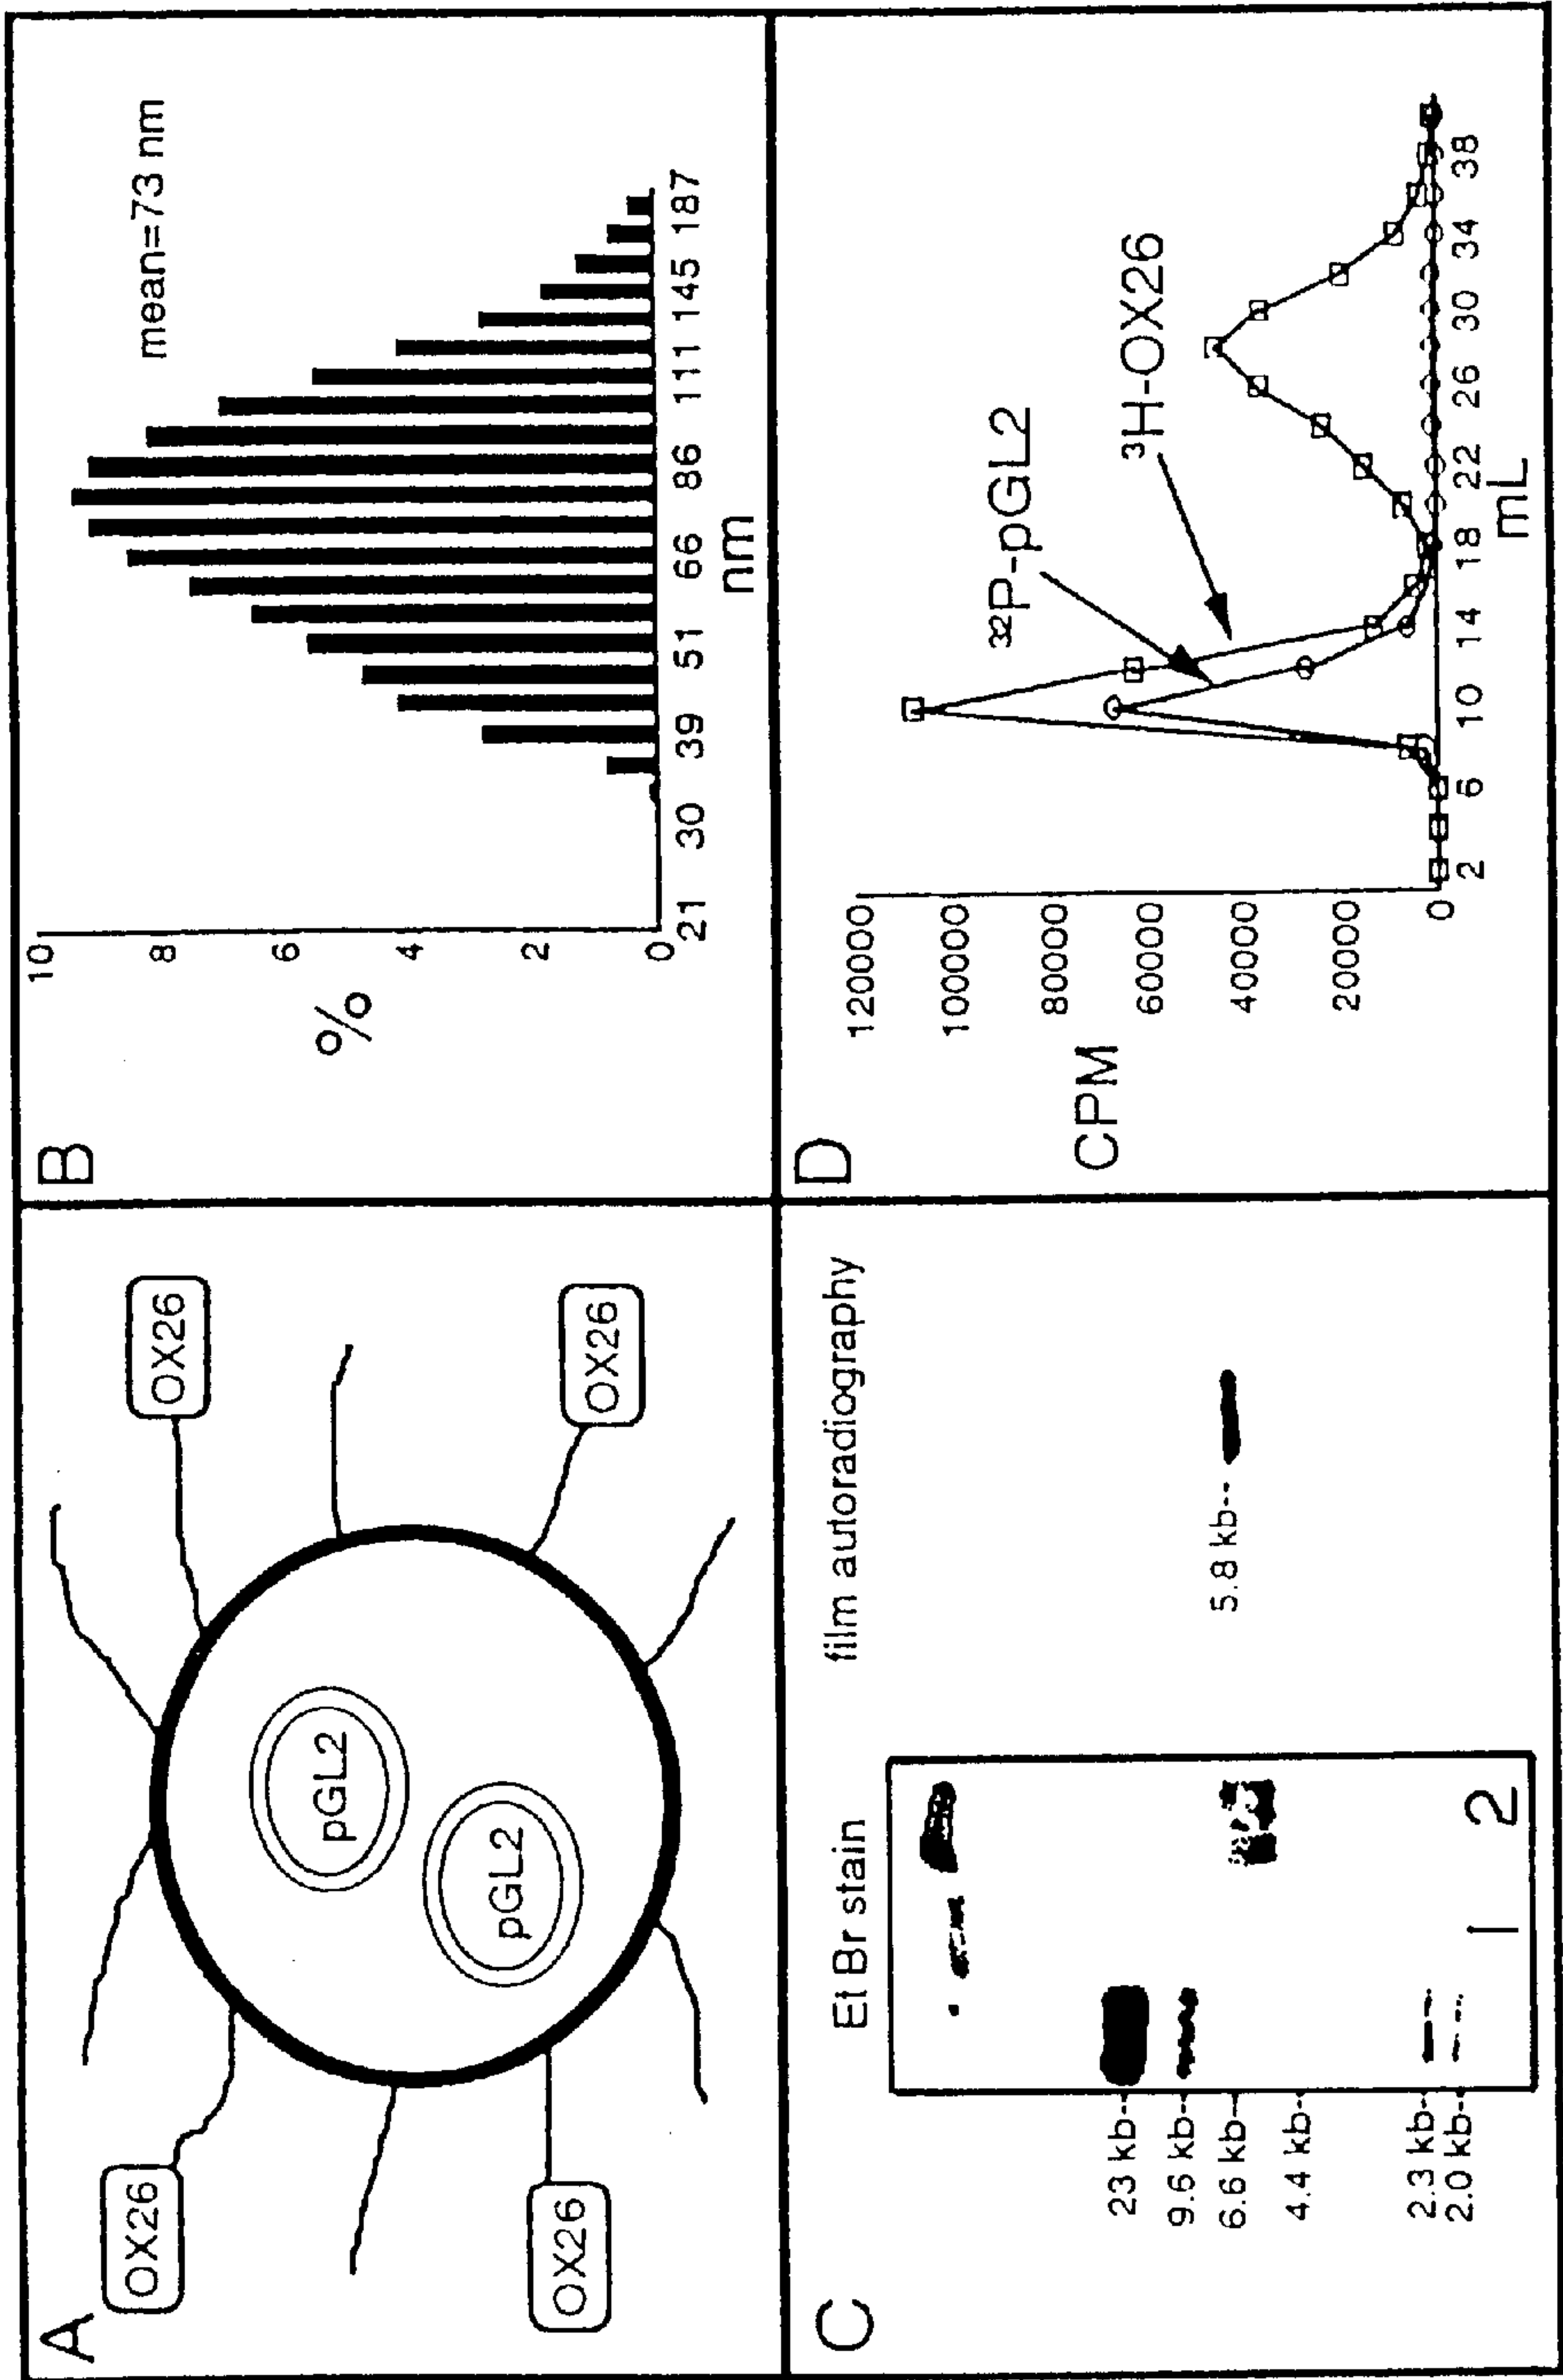 A
OX26
OX26
OX26
OX26
pGL2
pGL2
B
mean=73 nm
%
10
8
6
4
2
0
21 30 39 51 66 86 111 145 187
nm
C
Et Br stain
film autoradiography
23 kb--
9.6 kb--
6.6 kb--
4.4 kb--
2.3 kb--
2.0 kb--
5.8 kb--
1 2
D
CPM
120000
100000
80000
60000
40000
20000
0
³²P-pGL2
³H-OX26
2 6 10 14 18 22 26 30 34 38
mL